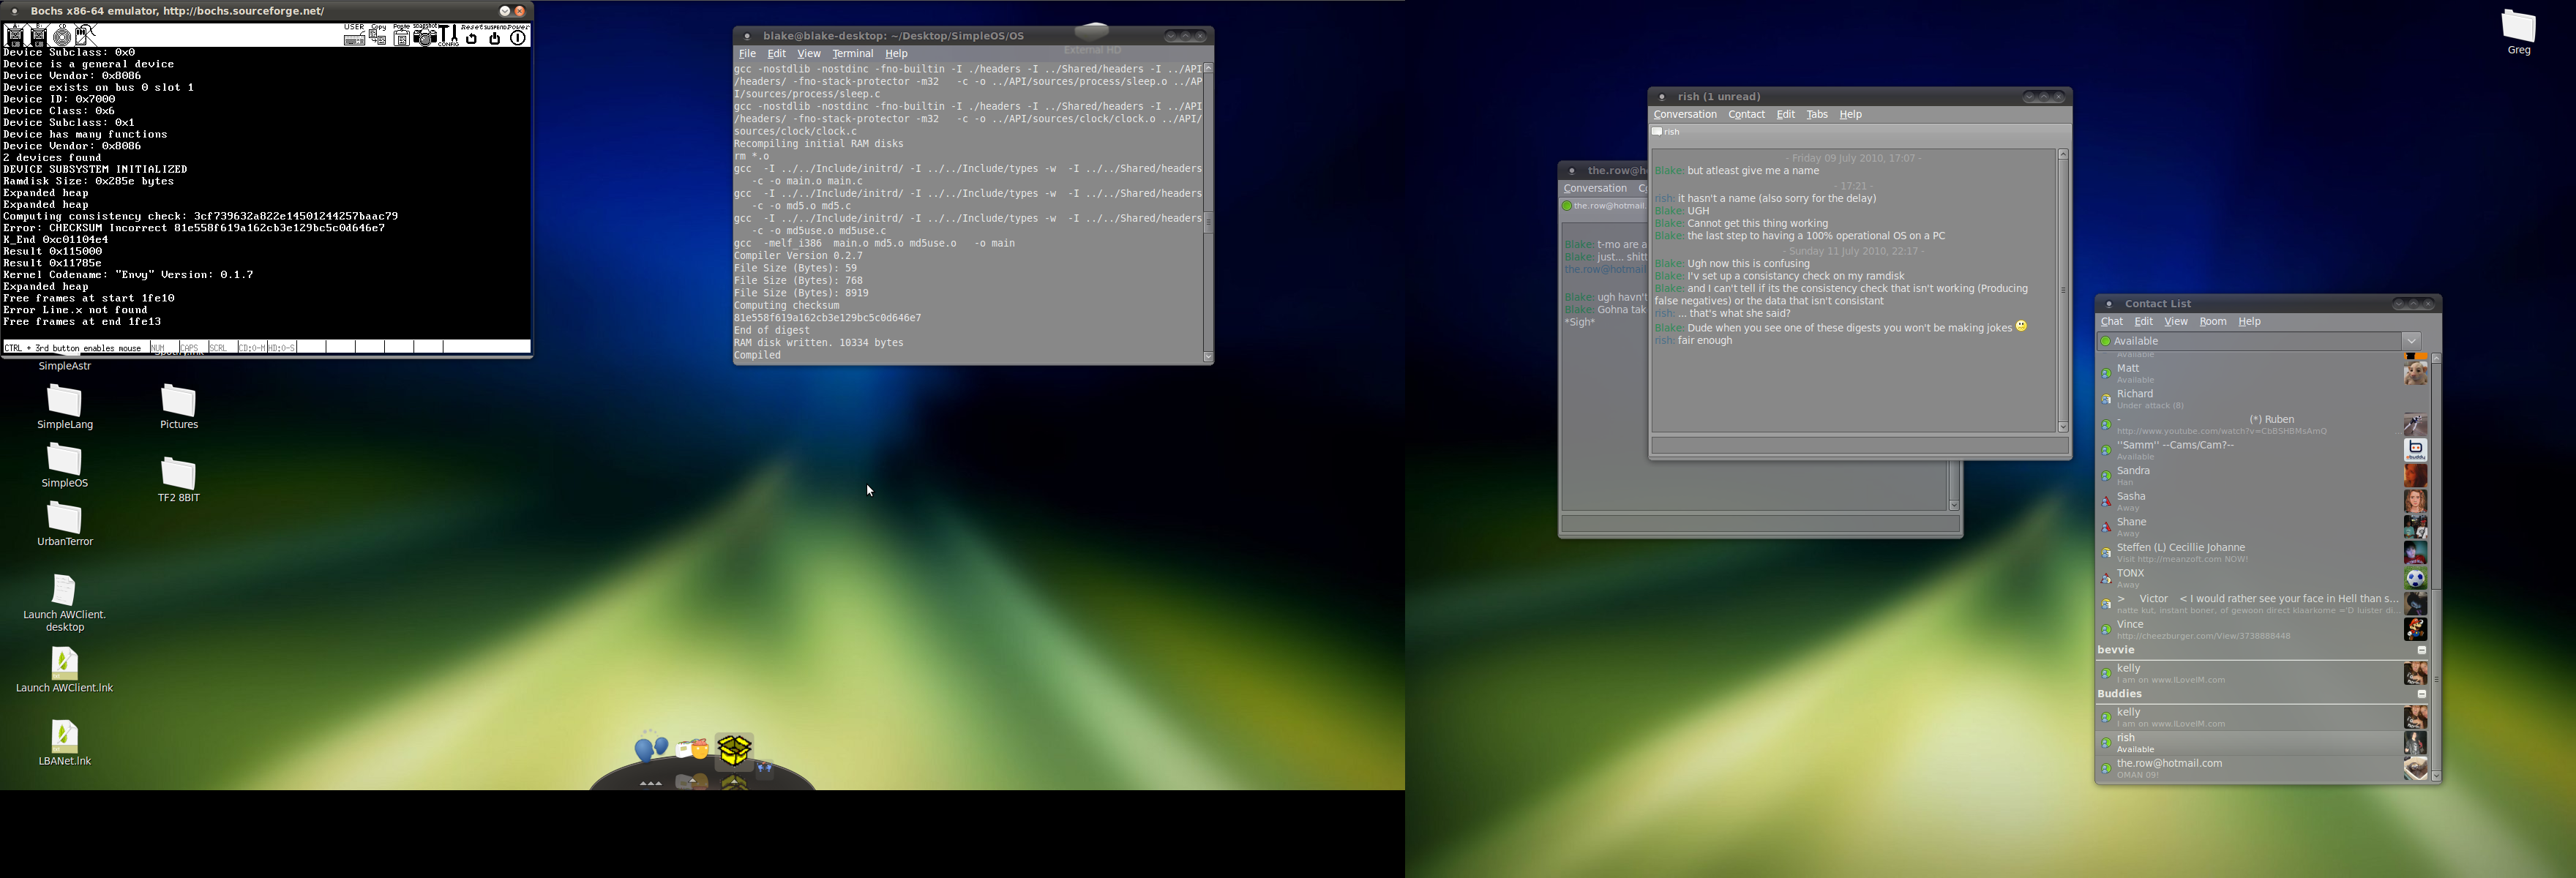 Bochs x86-64 emulator, http://bochs.sourceforge.net/
A:
B:
CD
USER
Copy
Paste
snapshot
CONFIG
Reset
SUSPEND
Power
Device Subclass: 0x0
Device is a general device
Device Vendor: 0x8086
Device exists on bus 0 slot 1
Device ID: 0x7000
Device Class: 0x6
Device Subclass: 0x1
Device has many functions
Device Vendor: 0x8086
2 devices found
DEVICE SUBSYSTEM INITIALIZED
Ramdisk Size: 0x285e bytes
Expanded heap
Expanded heap
Computing consistency check: 3cf739632a822e14501244257baac79
Error: CHECKSUM Incorrect 81e558f619a162cb3e129bc5c0d646e7
K_End 0xc01104e4
Result 0x115000
Result 0x11785e
Kernel Codename: "Envy" Version: 0.1.7
Expanded heap
Free frames at start 1fe10
Error Line.x not found
Free frames at end 1fe13
CTRL + 3rd button enables mouse
NUM
CAPS
SCRL
CD:0-M
HD:0-S
SimpleAstr
SimpleLang
Pictures
SimpleOS
TF2 8BIT
UrbanTerror
Launch AWClient.
desktop
Launch AWClient.lnk
LBANet.lnk
External HD
blake@blake-desktop: ~/Desktop/SimpleOS/OS
File Edit View Terminal Help
gcc -nostdlib -nostdinc -fno-builtin -I ./headers -I ../Shared/headers -I ../API
/headers/ -fno-stack-protector -m32   -c -o ../API/sources/process/sleep.o ../AP
I/sources/process/sleep.c
gcc -nostdlib -nostdinc -fno-builtin -I ./headers -I ../Shared/headers -I ../API
/headers/ -fno-stack-protector -m32   -c -o ../API/sources/clock/clock.o ../API/
sources/clock/clock.c
Recompiling initial RAM disks
rm *.o
gcc  -I ../../Include/initrd/ -I ../../Include/types -w  -I ../../Shared/headers
   -c -o main.o main.c
gcc  -I ../../Include/initrd/ -I ../../Include/types -w  -I ../../Shared/headers
   -c -o md5.o md5.c
gcc  -I ../../Include/initrd/ -I ../../Include/types -w  -I ../../Shared/headers
   -c -o md5use.o md5use.c
gcc  -melf_i386  main.o md5.o md5use.o   -o main
Compiler Version 0.2.7
File Size (Bytes): 59
File Size (Bytes): 768
File Size (Bytes): 8919
Computing checksum
81e558f619a162cb3e129bc5c0d646e7
End of digest
RAM disk written. 10334 bytes
Compiled
the.row@h
Conversation C
the.row@hotmail.
Blake: t-mo are a
Blake: just... shitt
the.row@hotmail
Blake: ugh havn't
Blake: Gohna tak
*Sigh*
rish (1 unread)
Conversation Contact Edit Tabs Help
rish
- Friday 09 July 2010, 17:07 -
Blake: but atleast give me a name
- 17:21 -
rish: it hasn't a name (also sorry for the delay)
Blake: UGH
Blake: Cannot get this thing working
Blake: the last step to having a 100% operational OS on a PC
- Sunday 11 July 2010, 22:17 -
Blake: Ugh now this is confusing
Blake: I'v set up a consistancy check on my ramdisk
Blake: and I can't tell if its the consistency check that isn't working (Producing
false negatives) or the data that isn't consistant
rish: ... that's what she said?
Blake: Dude when you see one of these digests you won't be making jokes
rish: fair enough
Greg
Contact List
Chat Edit View Room Help
Available
Available
Matt
Available
Richard
Under attack (8)
- (*) Ruben
http://www.youtube.com/watch?v=CbBSHBMsAmQ
''Samm'' --Cams/Cam?--
Available
Sandra
Han
Sasha
Away
Shane
Away
Steffen (L) Cecillie Johanne
Visit http://meanzoft.com NOW!
TONX
Away
> Victor < I would rather see your face in Hell than s...
natte kut, instant boner, of gewoon direct klaarkome ='D luister di...
Vince
http://cheezburger.com/View/3738888448
bevvie
kelly
I am on www.ILoveIM.com
Buddies
kelly
I am on www.ILoveIM.com
rish
Available
the.row@hotmail.com
OMAN 09!